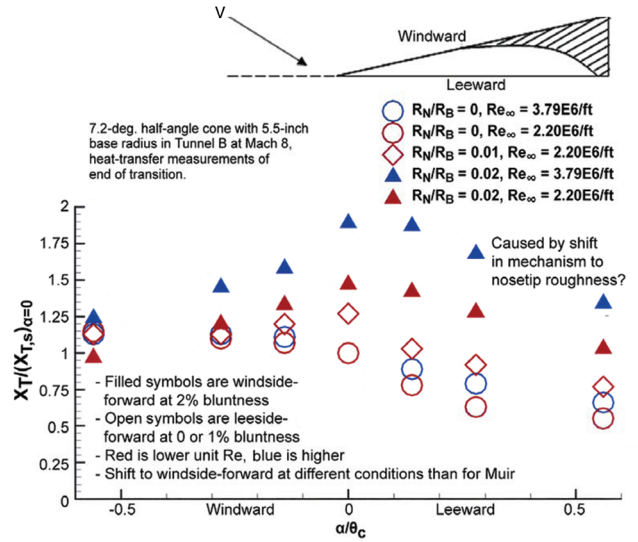 V
Windward
Leeward
7.2-deg. half-angle cone with 5.5-inch
base radius in Tunnel B at Mach 8,
heat-transfer measurements of
end of transition.
R_N/R_B = 0, Re_∞ = 3.79E6/ft
R_N/R_B = 0, Re_∞ = 2.20E6/ft
R_N/R_B = 0.01, Re_∞ = 2.20E6/ft
R_N/R_B = 0.02, Re_∞ = 3.79E6/ft
R_N/R_B = 0.02, Re_∞ = 2.20E6/ft
Caused by shift
in mechanism to
nosetip roughness?
X_T/(X_T,s)_α=0
2
1.75
1.5
1.25
1
0.75
0.5
0.25
0
- Filled symbols are windside-
forward at 2% bluntness
- Open symbols are leeside-
forward at 0 or 1% bluntness
- Red is lower unit Re, blue is higher
- Shift to windside-forward at different conditions than for Muir
-0.5
Windward
0
Leeward
0.5
α/θ_c